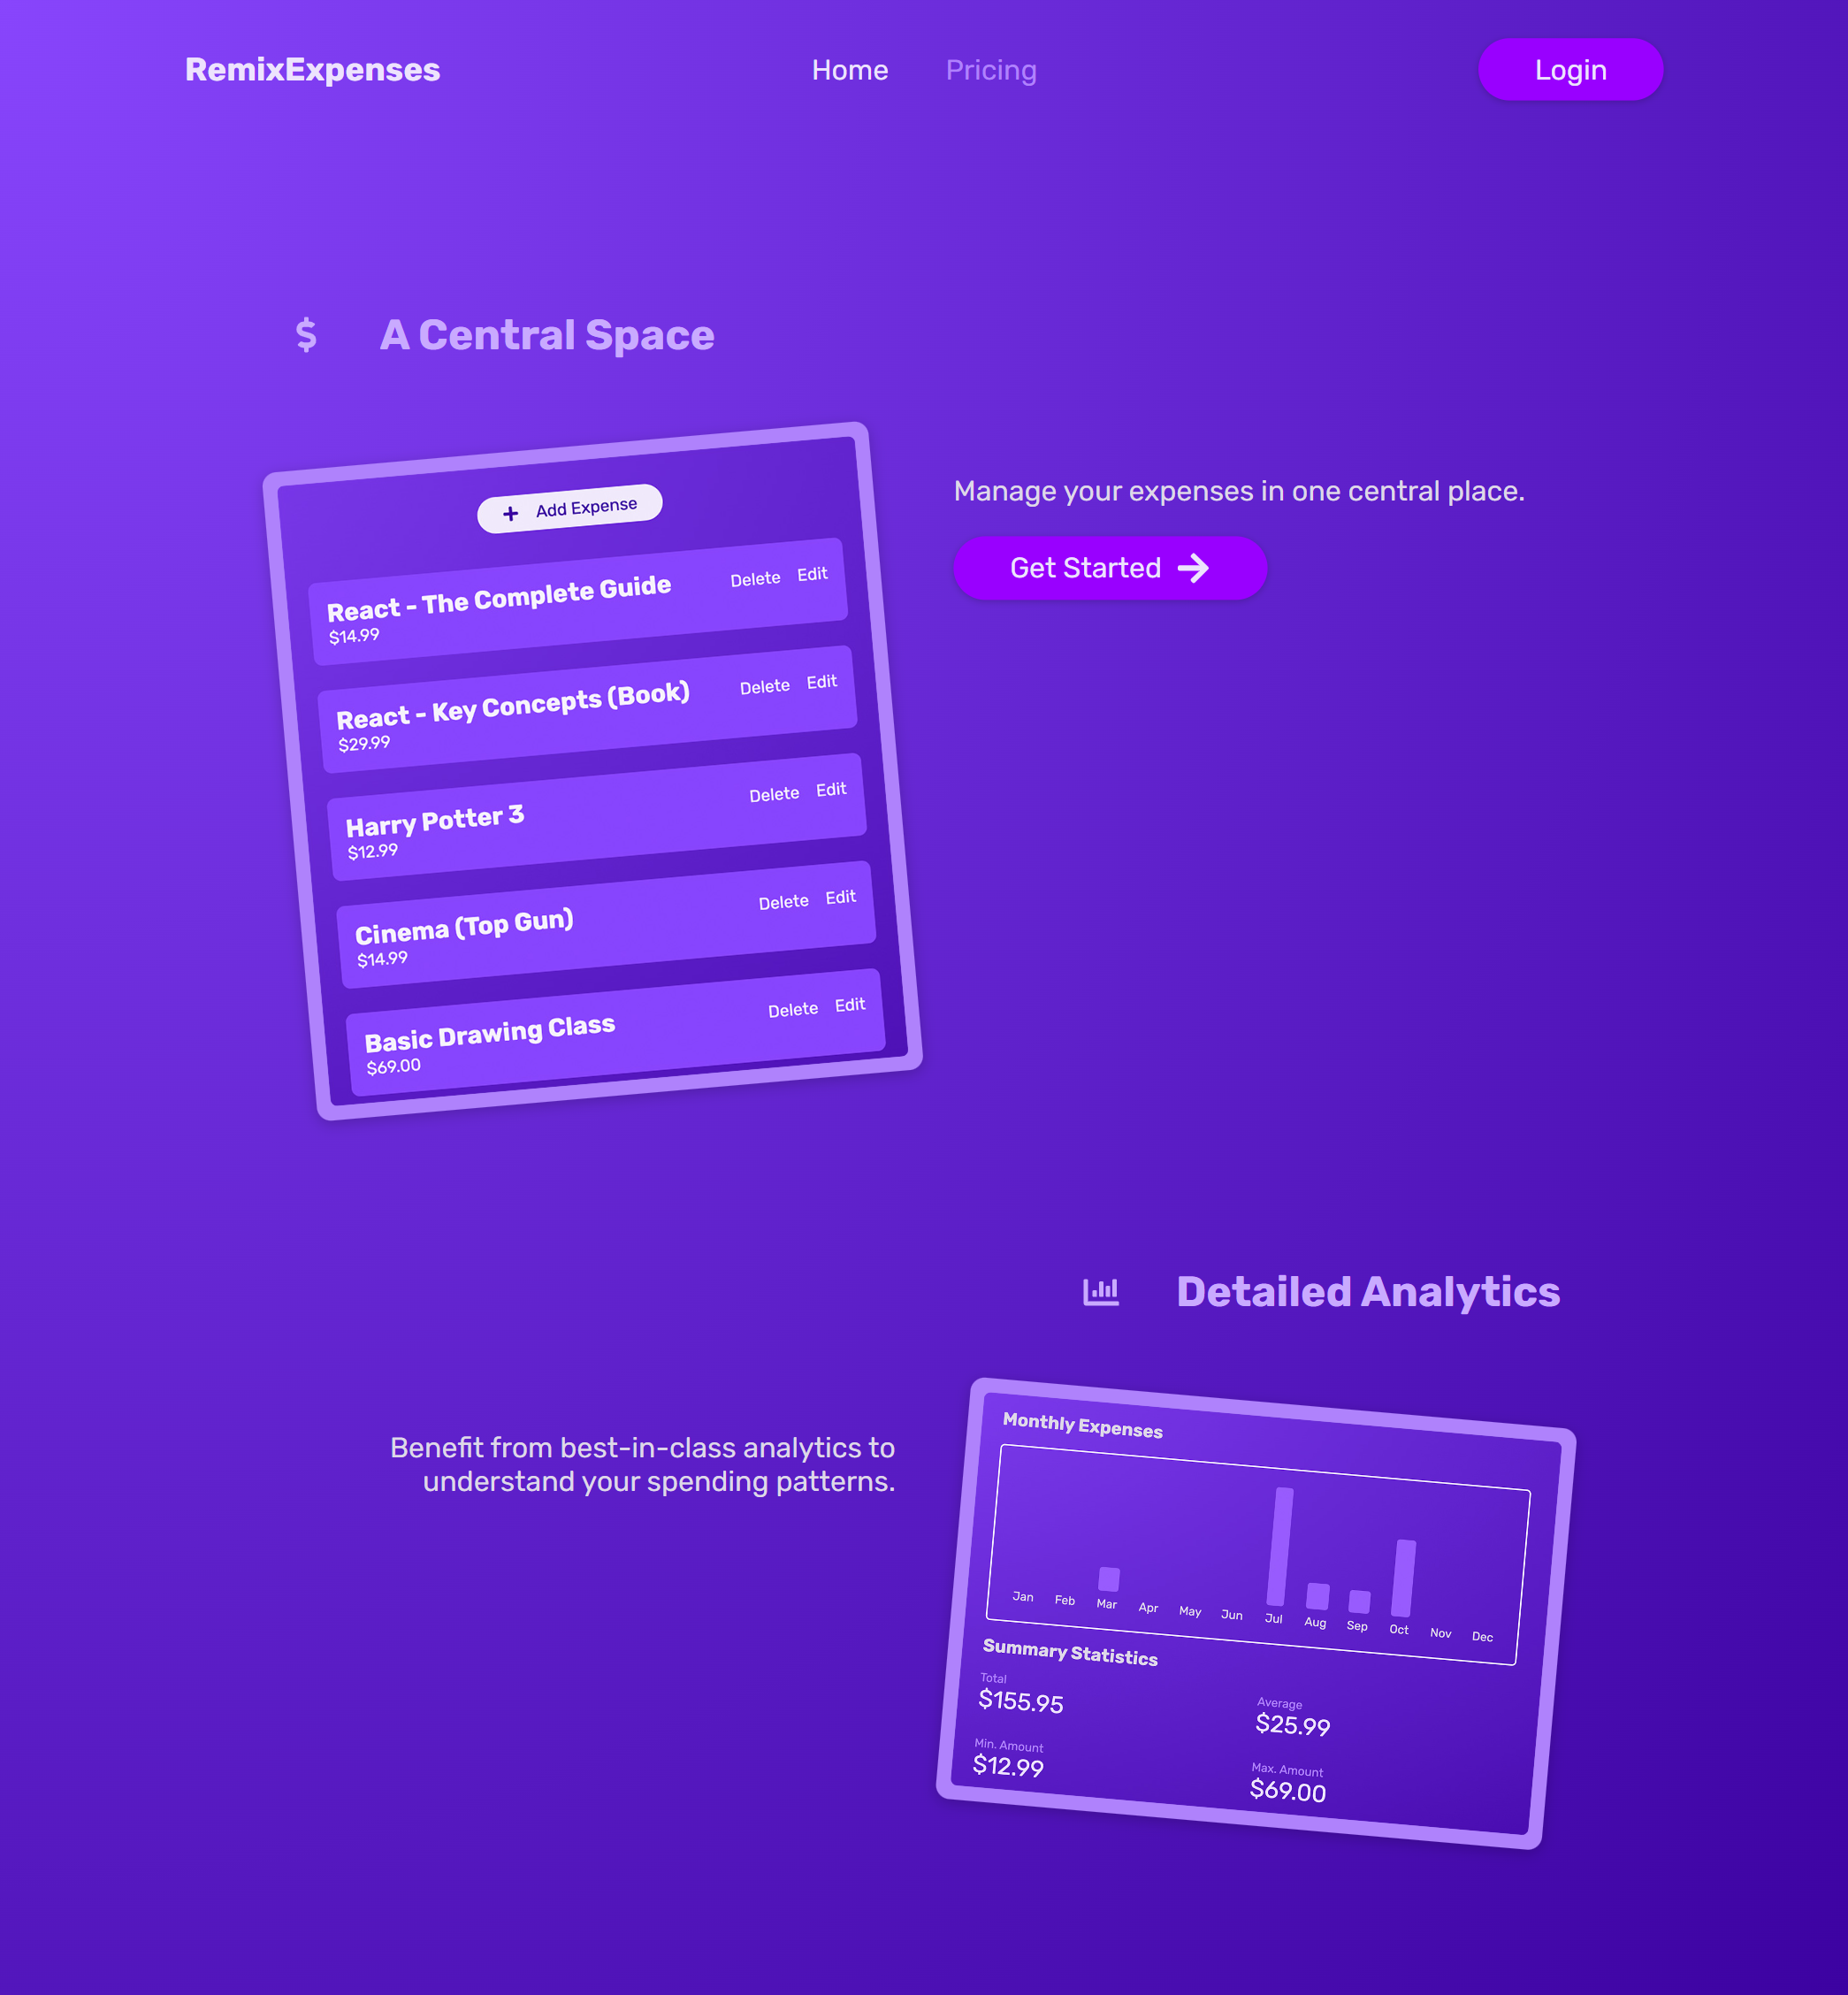 RemixExpenses
Home
Pricing
Login
$ A Central Space
Add Expense
React - The Complete Guide
$14.99
Delete
Edit
React - Key Concepts (Book)
$29.99
Delete
Edit
Harry Potter 3
$12.99
Delete
Edit
Cinema (Top Gun)
$14.99
Delete
Edit
Basic Drawing Class
$69.00
Delete
Edit
Manage your expenses in one central place.
Get Started
Detailed Analytics
Benefit from best-in-class analytics to
understand your spending patterns.
Monthly Expenses
Jan Feb Mar Apr May Jun Jul Aug Sep Oct Nov Dec
Summary Statistics
Total
$155.95
Average
$25.99
Min. Amount
$12.99
Max. Amount
$69.00